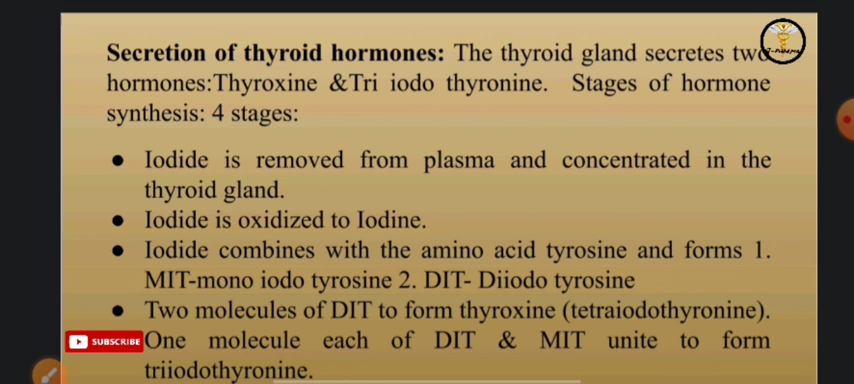 Secretion of thyroid hormones: The thyroid gland secretes two
hormones:Thyroxine &Tri iodo thyronine. Stages of hormone
synthesis: 4 stages:
● Iodide is removed from plasma and concentrated in the
thyroid gland.
● Iodide is oxidized to Iodine.
● Iodide combines with the amino acid tyrosine and forms 1.
MIT-mono iodo tyrosine 2. DIT- Diiodo tyrosine
● Two molecules of DIT to form thyroxine (tetraiodothyronine).
SUBSCRIBE One molecule each of DIT & MIT unite to form
triiodothyronine.